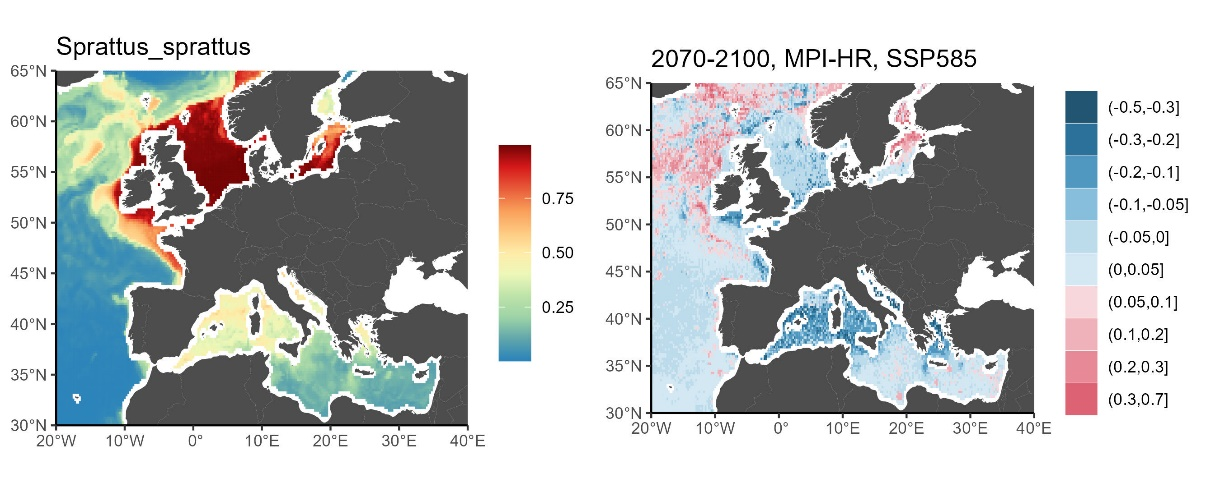 Sprattus_sprattus
65°N
60°N
55°N
50°N
45°N
40°N
35°N
30°N
20°W 10°W 0° 10°E 20°E 30°E 40°E
0.75
0.50
0.25
2070-2100, MPI-HR, SSP585
65°N
60°N
55°N
50°N
45°N
40°N
35°N
30°N
20°W 10°W 0° 10°E 20°E 30°E 40°E
(-0.5,-0.3]
(-0.3,-0.2]
(-0.2,-0.1]
(-0.1,-0.05]
(-0.05,0]
(0,0.05]
(0.05,0.1]
(0.1,0.2]
(0.2,0.3]
(0.3,0.7]